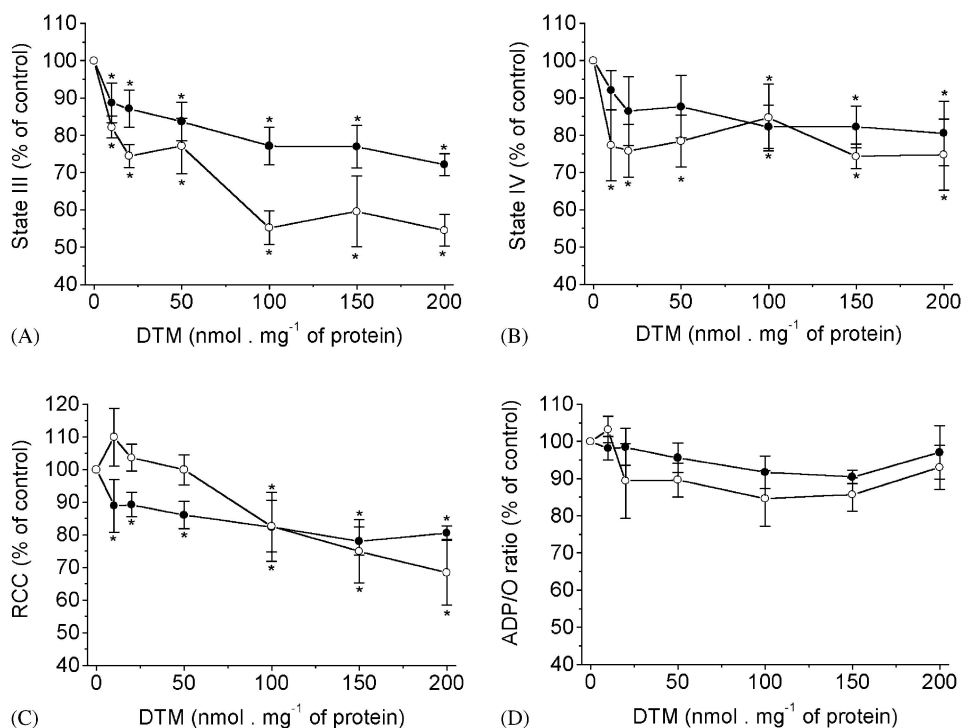 110
100
90
80
70
60
50
40
State III (% of control)
* * * * * *
* * * * * *
0 50 100 150 200
DTM (nmol . mg⁻¹ of protein)
(A)
110
100
90
80
70
60
50
40
State IV (% of control)
* * *
* * * * * *
0 50 100 150 200
DTM (nmol . mg⁻¹ of protein)
(B)
120
110
100
90
80
70
60
50
40
RCC (% of control)
* * *
* * * * * *
0 50 100 150 200
DTM (nmol . mg⁻¹ of protein)
(C)
110
100
90
80
70
60
50
40
ADP/O ratio (% of control)
0 50 100 150 200
DTM (nmol . mg⁻¹ of protein)
(D)